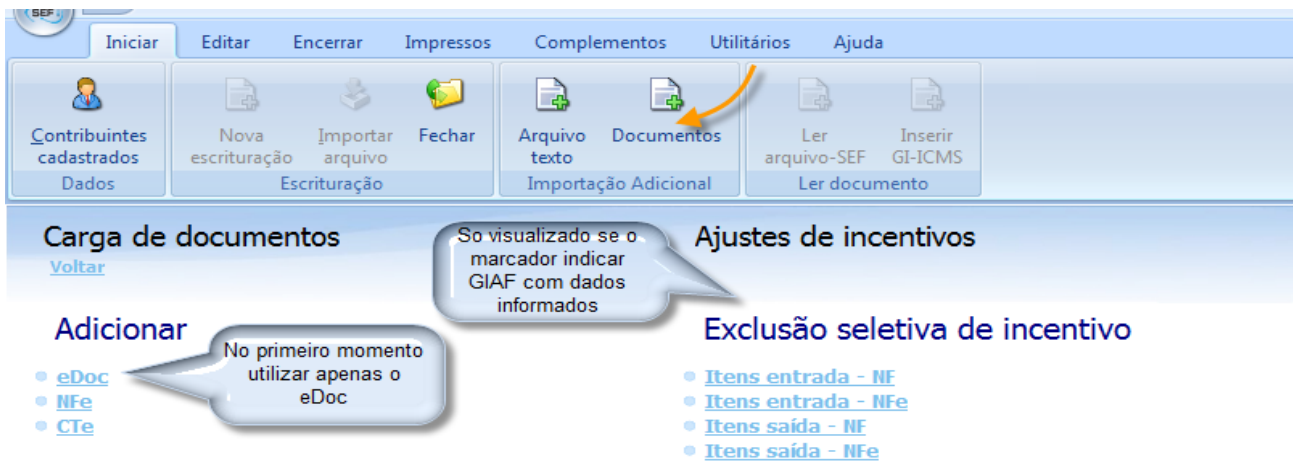 SEF
Iniciar Editar Encerrar Impressos Complementos Utilitários Ajuda
Contribuintes cadastrados
Nova escrituração
Importar arquivo
Fechar
Arquivo texto
Documentos
Ler arquivo-SEF
Inserir GI-ICMS
Dados Escrituração Importação Adicional Ler documento
Carga de documentos
Voltar
So visualizado se o
marcador indicar
GIAF com dados
informados
Ajustes de incentivos
Adicionar
No primeiro momento
utilizar apenas o
eDoc
eDoc
NFe
CTe
Exclusão seletiva de incentivo
Itens entrada - NF
Itens entrada - NFe
Itens saída - NF
Itens saída - NFe